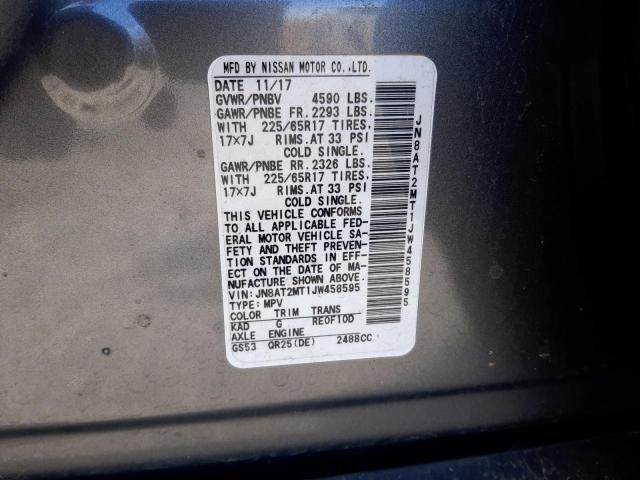 MFD BY NISSAN MOTOR CO.,LTD.
DATE 11/17
GVWR/PNBV 4590 LBS.
GAWR/PNBE FR. 2293 LBS.
WITH 225/65R17 TIRES.
17×7J RIMS. AT 33 PSI
COLD SINGLE.
GAWR/PNBE RR. 2326 LBS.
WITH 225/65R17 TIRES.
17×7J RIMS. AT 33 PSI
COLD SINGLE.
THIS VEHICLE CONFORMS
TO ALL APPLICABLE FED-
ERAL MOTOR VEHICLE SA-
FETY AND THEFT PREVEN-
TION STANDARDS IN EFF-
ECT ON THE DATE OF MA-
NUFACTURE SHOWN ABOVE.
VIN: JN8AT2MT1JW458595
TYPE: MPV
COLOR TRIM TRANS
KAD G RE0F10D
AXLE ENGINE
GS53 QR25(DE) 2488CC
JN8AT2MT1JW458595